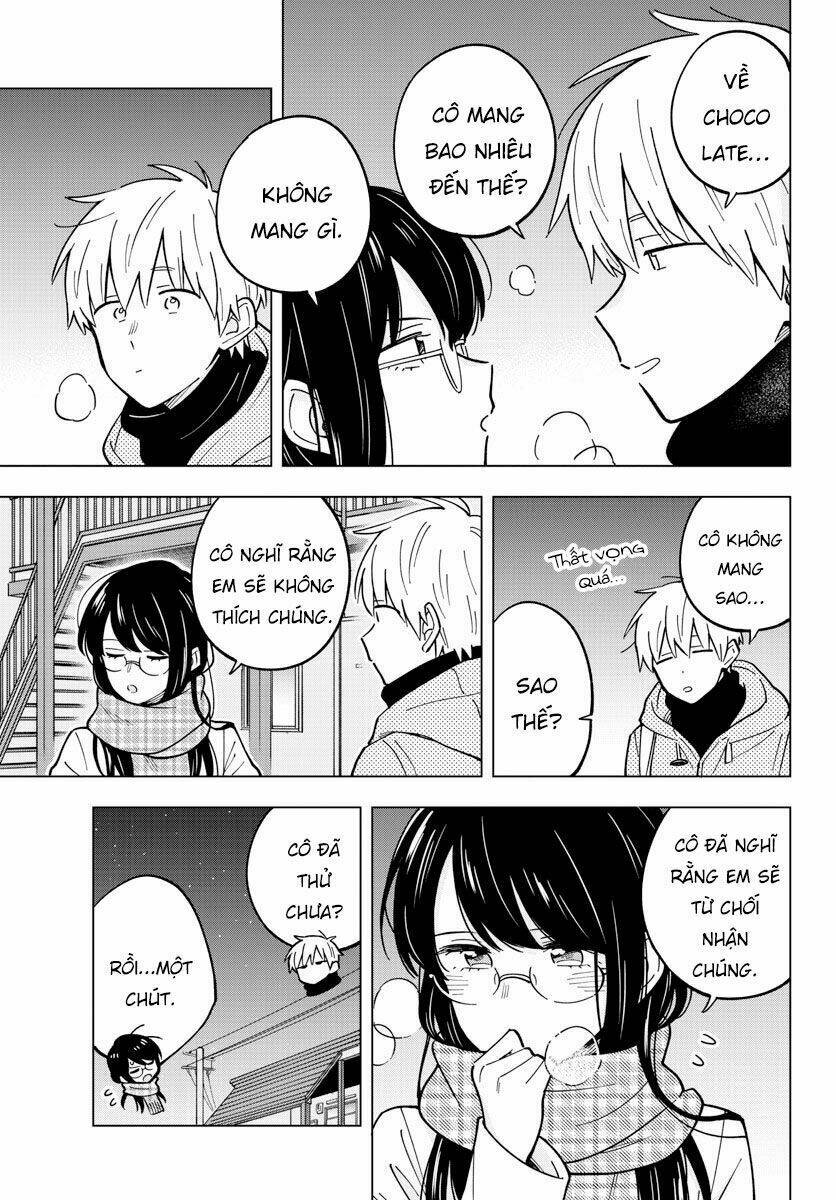 VỀ
CHOCO
LATE...
CÔ MANG
BAO NHIÊU
ĐẾN THẾ?
KHÔNG
MANG GÌ.
CÔ KHÔNG
MANG
SAO...
Thất vọng
quá...
SAO
THẾ?
CÔ NGHĨ RẰNG
EM SẼ KHÔNG
THÍCH CHÚNG.
CÔ ĐÃ NGHĨ
RẰNG EM SẼ
TỪ CHỐI
NHẬN
CHÚNG.
CÔ ĐÃ
THỬ
CHƯA?
RỒI...MỘT
CHÚT.